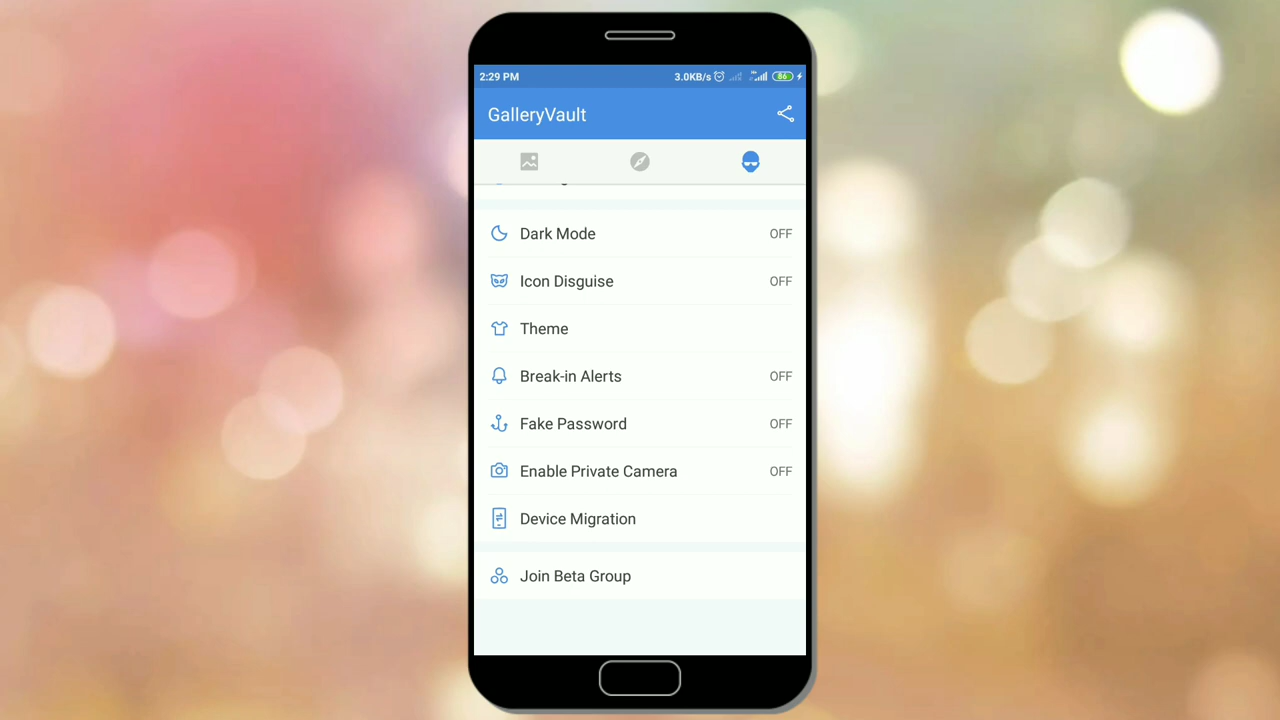 2:29 PM 3.0KB/s 86
GalleryVault
Dark Mode OFF
Icon Disguise OFF
Theme
Break-in Alerts OFF
Fake Password OFF
Enable Private Camera OFF
Device Migration
Join Beta Group